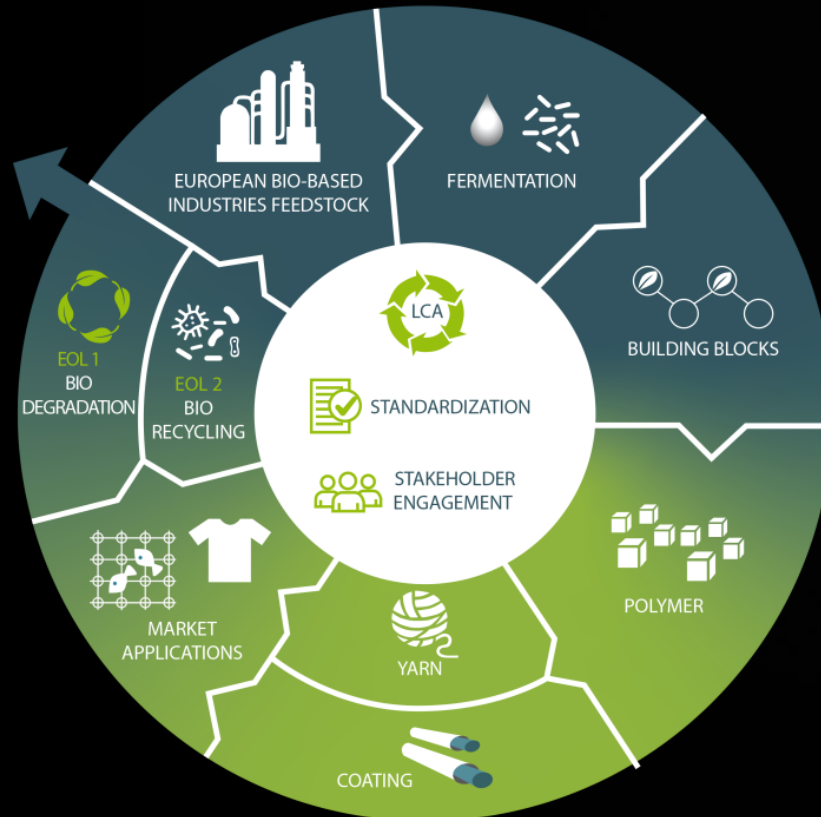 EUROPEAN BIO-BASED
INDUSTRIES FEEDSTOCK
FERMENTATION
BUILDING BLOCKS
POLYMER
YARN
COATING
MARKET
APPLICATIONS
EOL 1
BIO
DEGRADATION
EOL 2
BIO
RECYCLING
LCA
STANDARDIZATION
STAKEHOLDER
ENGAGEMENT